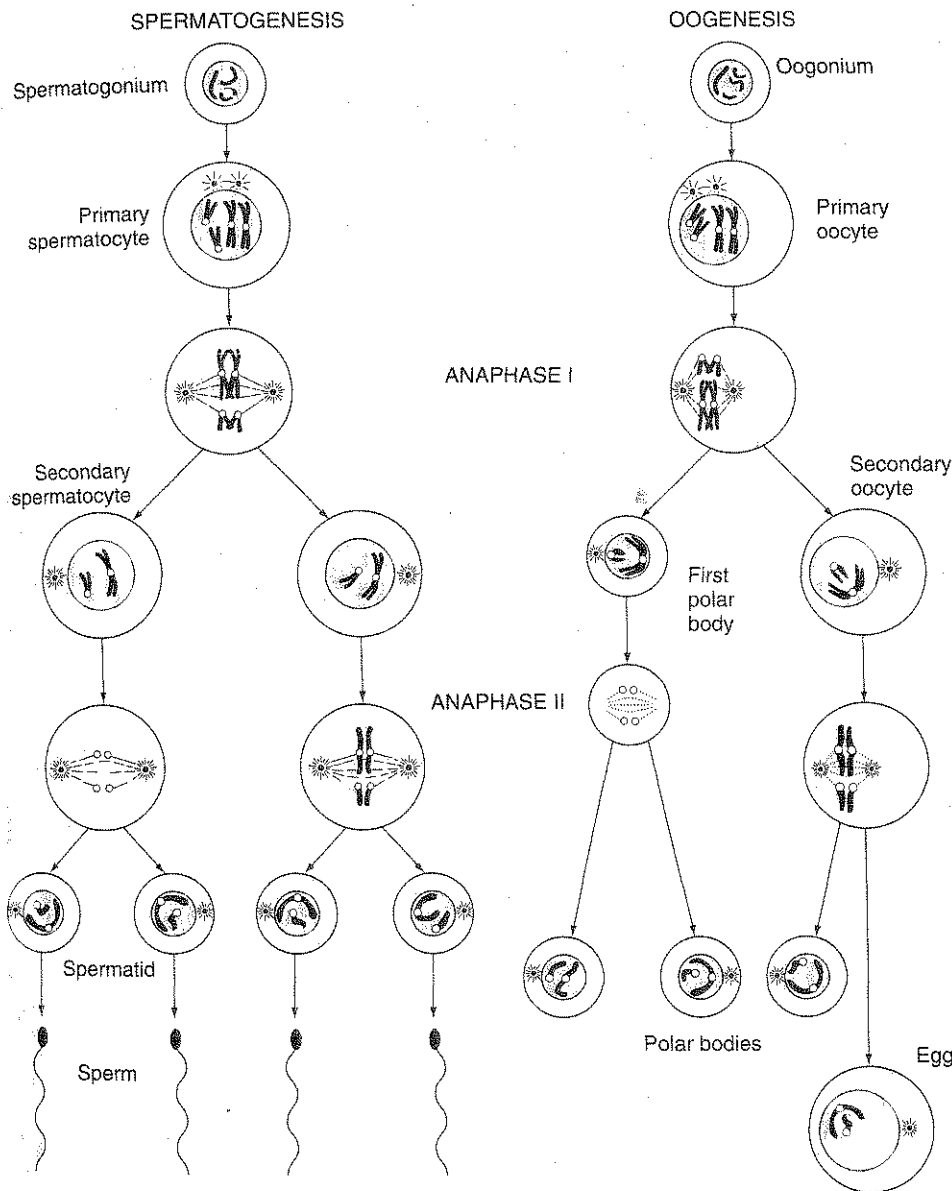 SPERMATOGENESIS
OOGENESIS
Spermatogonium
Oogonium
Primary
spermatocyte
Primary
oocyte
ANAPHASE I
Secondary
spermatocyte
Secondary
oocyte
First
polar
body
ANAPHASE II
Spermatid
Polar bodies
Sperm
Egg